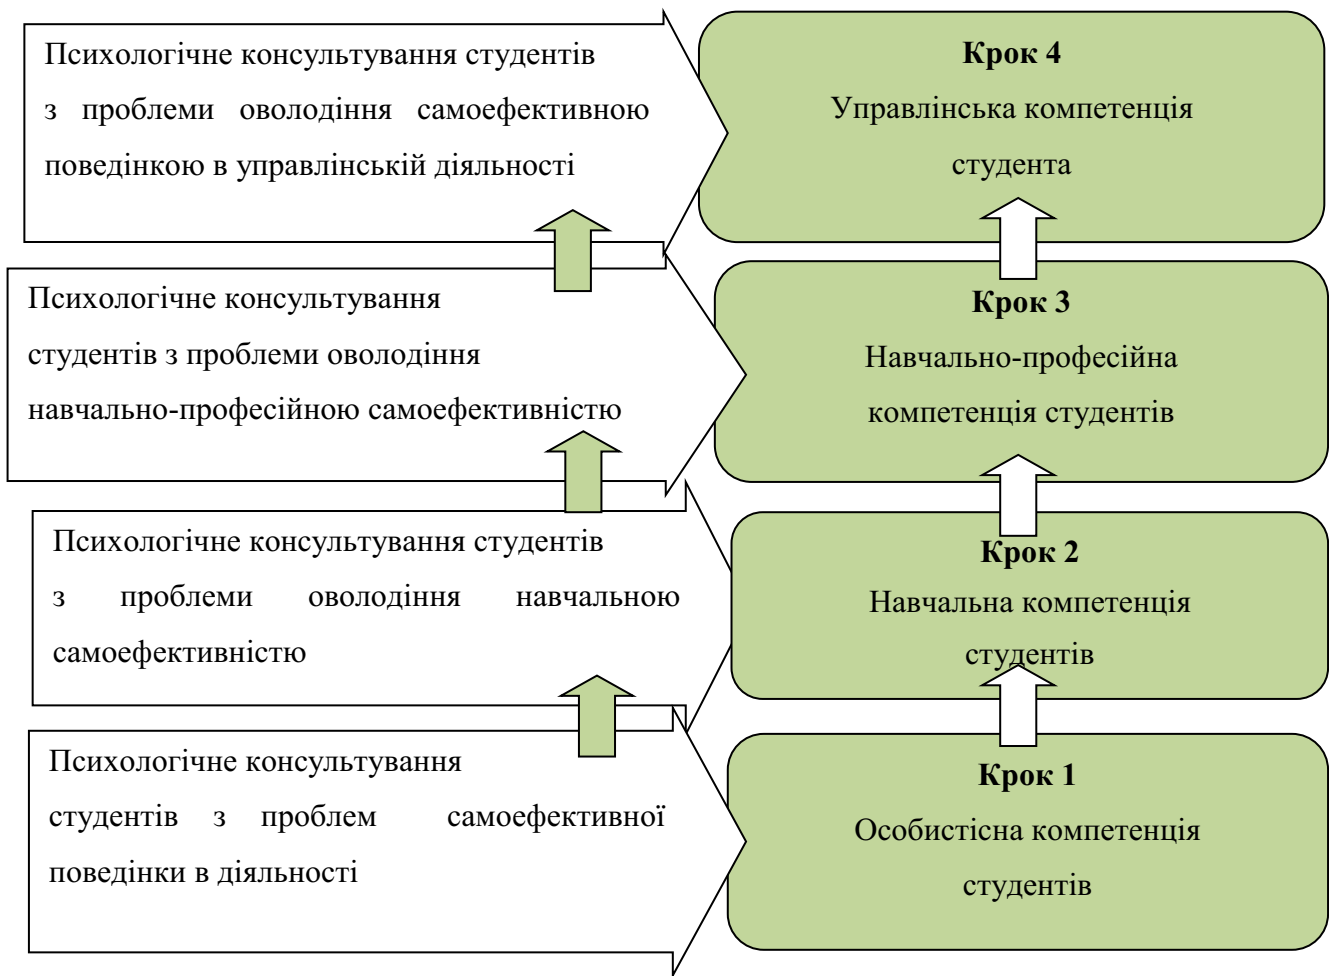 Психологічне консультування студентів
з проблеми оволодіння самоефективною
поведінкою в управлінській діяльності
Крок 4
Управлінська компетенція
студента
Психологічне консультування
студентів з проблеми оволодіння
навчально-професійною самоефективністю
Крок 3
Навчально-професійна
компетенція студентів
Психологічне консультування студентів
з проблеми оволодіння навчальною
самоефективністю
Крок 2
Навчальна компетенція
студентів
Психологічне консультування
студентів з проблем самоефективної
поведінки в діяльності
Крок 1
Особистісна компетенція
студентів